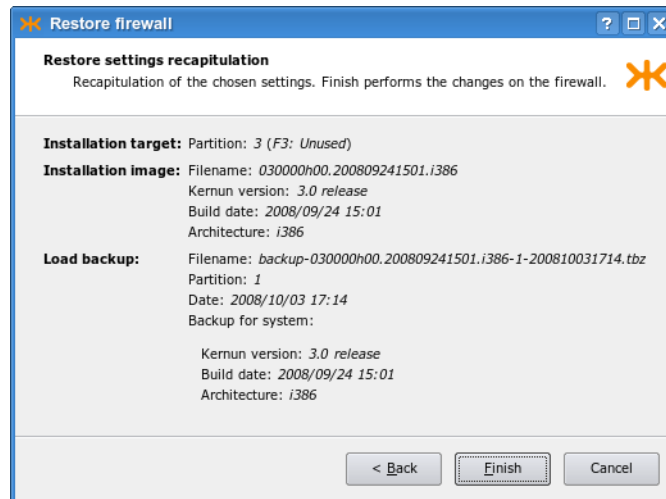 Restore firewall
Restore settings recapitulation
Recapitulation of the chosen settings. Finish performs the changes on the firewall.
Installation target: Partition: 3 (F3: Unused)
Installation image: Filename: 030000h00.200809241501.i386
Kernun version: 3.0 release
Build date: 2008/09/24 15:01
Architecture: i386
Load backup: Filename: backup-030000h00.200809241501.i386-1-200810031714.tbz
Partition: 1
Date: 2008/10/03 17:14
Backup for system:
Kernun version: 3.0 release
Build date: 2008/09/24 15:01
Architecture: i386
< Back Finish Cancel